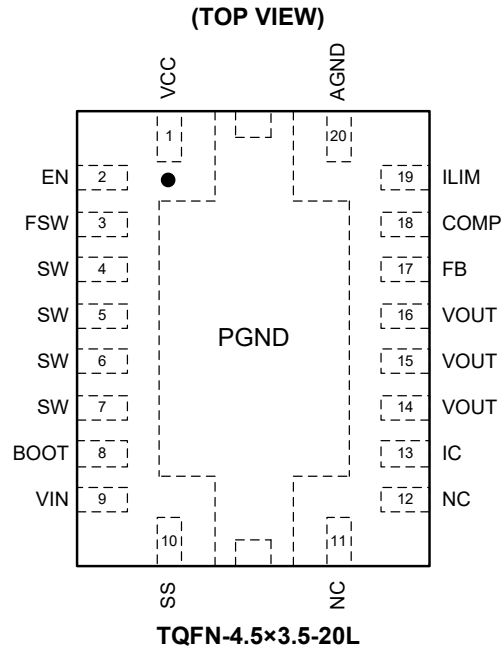 (TOP VIEW)
VCC AGND
1 20
EN 2 19 ILIM
FSW 3 18 COMP
SW 4 17 FB
SW 5 16 VOUT
PGND
SW 6 15 VOUT
SW 7 14 VOUT
BOOT 8 13 IC
VIN 9 12 NC
10 11
SS NC
TQFN-4.5×3.5-20L